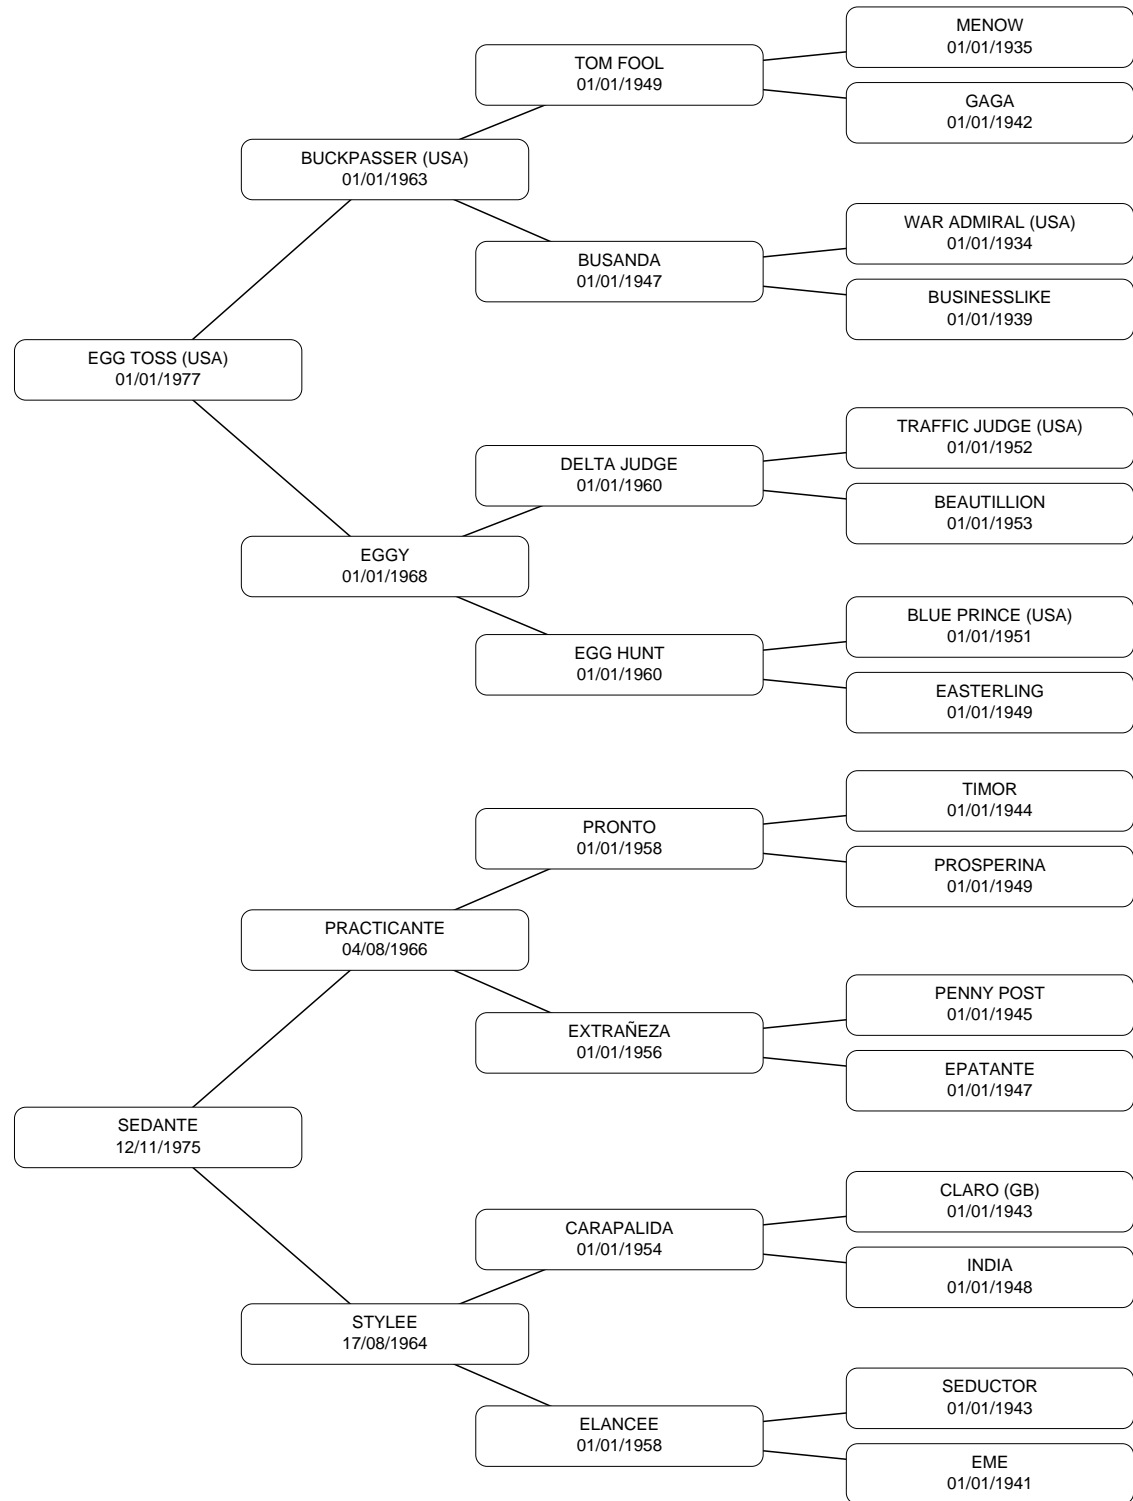 MENOW
01/01/1935
TOM FOOL
01/01/1949
GAGA
01/01/1942
BUCKPASSER (USA)
01/01/1963
WAR ADMIRAL (USA)
01/01/1934
BUSANDA
01/01/1947
BUSINESSLIKE
01/01/1939
EGG TOSS (USA)
01/01/1977
TRAFFIC JUDGE (USA)
01/01/1952
DELTA JUDGE
01/01/1960
BEAUTILLION
01/01/1953
EGGY
01/01/1968
BLUE PRINCE (USA)
01/01/1951
EGG HUNT
01/01/1960
EASTERLING
01/01/1949
TIMOR
01/01/1944
PRONTO
01/01/1958
PROSPERINA
01/01/1949
PRACTICANTE
04/08/1966
PENNY POST
01/01/1945
EXTRAÑEZA
01/01/1956
EPATANTE
01/01/1947
SEDANTE
12/11/1975
CLARO (GB)
01/01/1943
CARAPALIDA
01/01/1954
INDIA
01/01/1948
STYLEE
17/08/1964
SEDUCTOR
01/01/1943
ELANCEE
01/01/1958
EME
01/01/1941